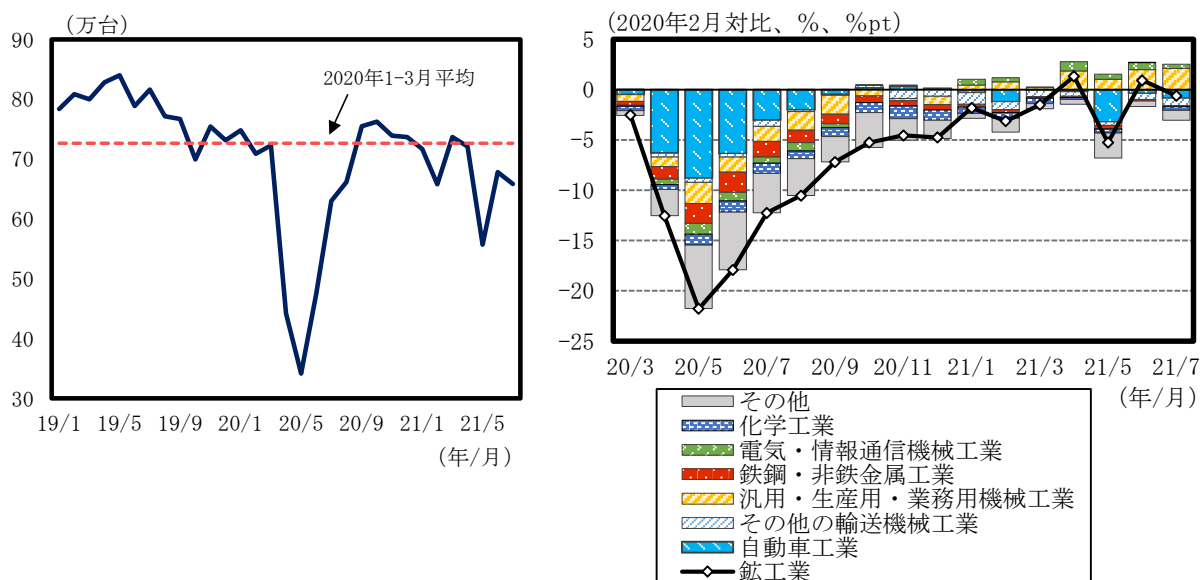 （万台）
90
80
70
60
50
40
30
2020年1-3月平均
19/1 19/5 19/9 20/1 20/5 20/9 21/1 21/5
（年/月）
（2020年2月対比、%、%pt）
5
0
−5
−10
−15
−20
−25
20/3 20/5 20/7 20/9 20/11 21/1 21/3 21/5 21/7
（年/月）
その他
化学工業
電気・情報通信機械工業
鉄鋼・非鉄金属工業
汎用・生産用・業務用機械工業
その他の輸送機械工業
自動車工業
鉱工業